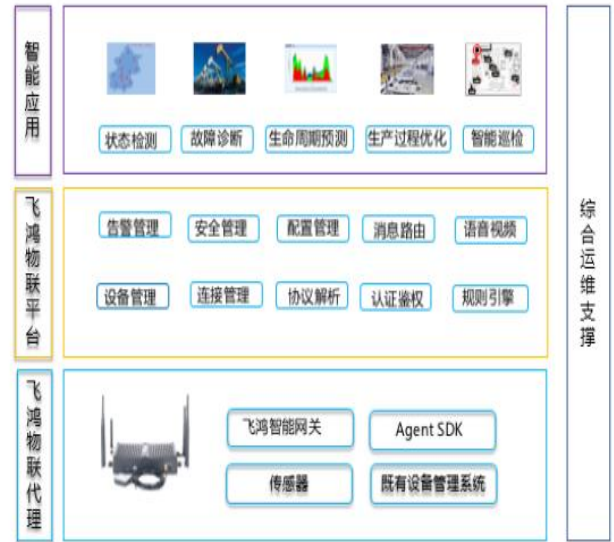 智能应用
状态检测 故障诊断 生命周期预测 生产过程优化 智能巡检
飞鸿物联平台
告警管理 安全管理 配置管理 消息路由 语音视频
设备管理 连接管理 协议解析 认证鉴权 规则引擎
飞鸿物联代理
飞鸿智能网关 Agent SDK
传感器 既有设备管理系统
综合运维支撑